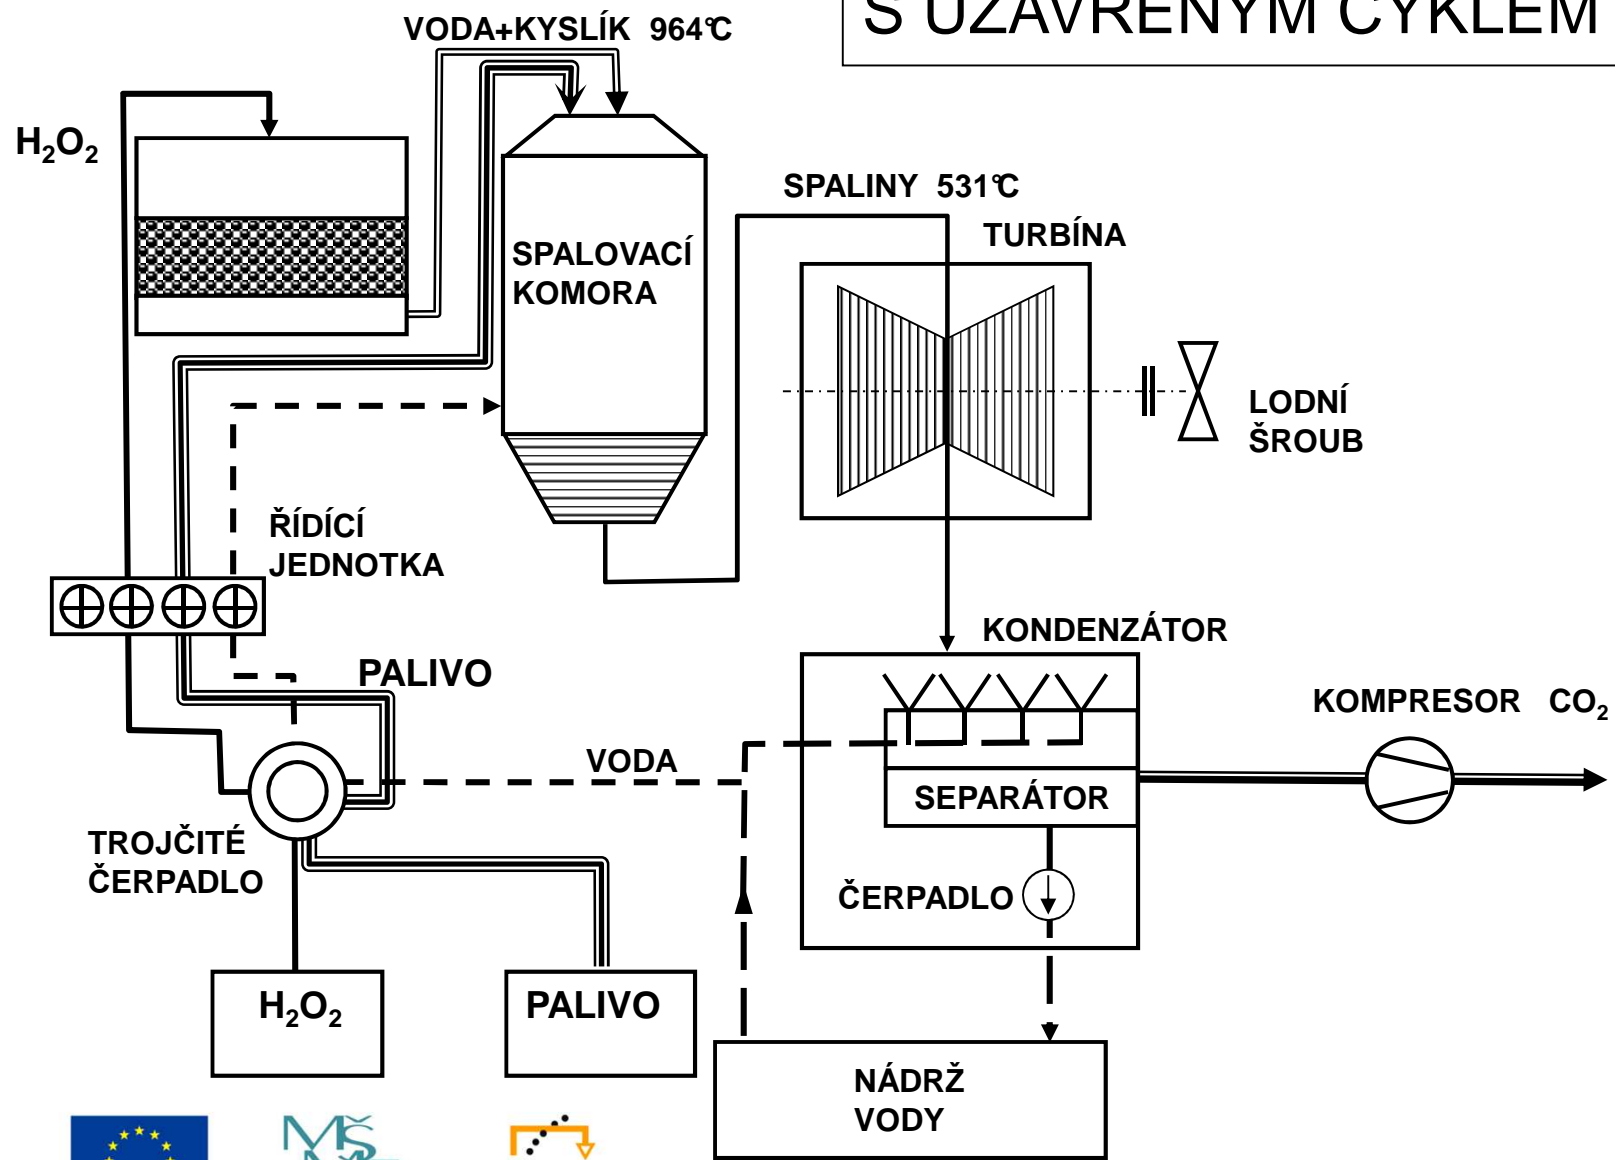 S UZAVŘENÝM CYKLEM
VODA+KYSLÍK 964°C
H₂O₂
SPALINY 531°C
TURBÍNA
SPALOVACÍ
KOMORA
LODNÍ
ŠROUB
ŘÍDÍCÍ
JEDNOTKA
KONDENZÁTOR
PALIVO
KOMPRESOR CO₂
VODA
SEPARÁTOR
TROJČITÉ
ČERPADLO
ČERPADLO
H₂O₂
PALIVO
NÁDRŽ
VODY
MŠ